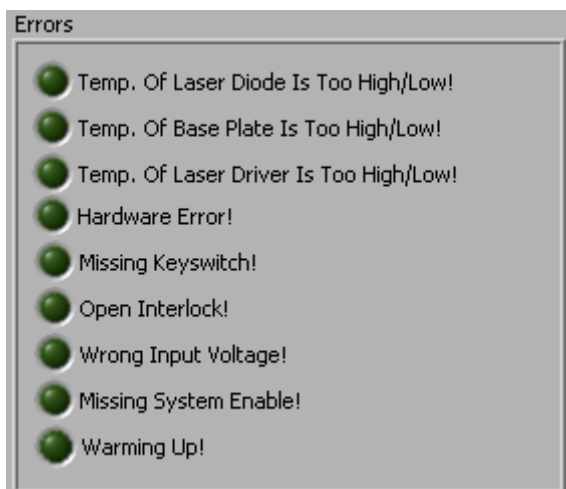 Errors
Temp. Of Laser Diode Is Too High/Low!
Temp. Of Base Plate Is Too High/Low!
Temp. Of Laser Driver Is Too High/Low!
Hardware Error!
Missing Keyswitch!
Open Interlock!
Wrong Input Voltage!
Missing System Enable!
Warming Up!